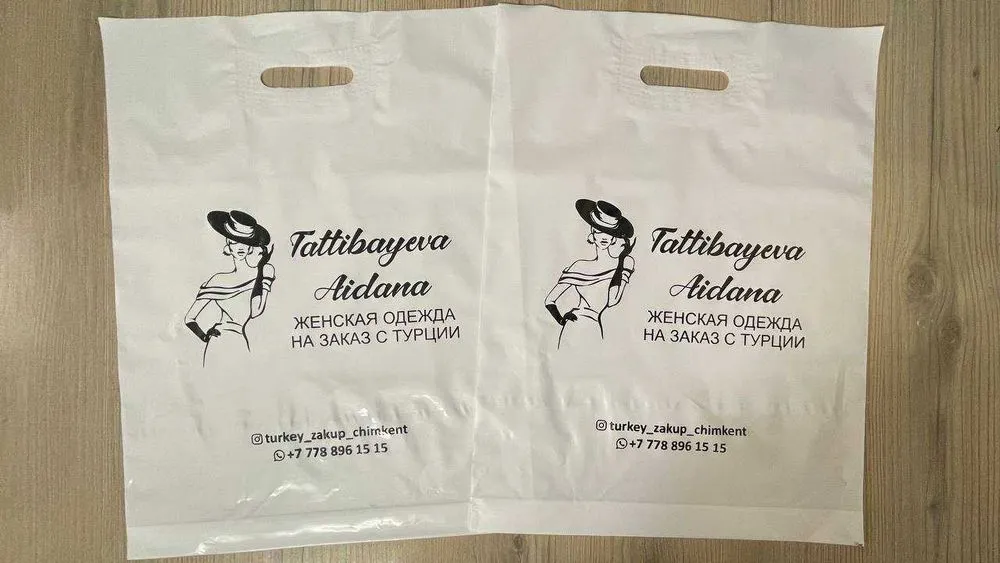 Tattibayeva
Aidana
ЖЕНСКАЯ ОДЕЖДА
НА ЗАКАЗ С ТУРЦИИ
turkey_zakup_chimkent
+7 778 896 15 15
Tattibayeva
Aidana
ЖЕНСКАЯ ОДЕЖДА
НА ЗАКАЗ С ТУРЦИИ
turkey_zakup_chimkent
+7 778 896 15 15